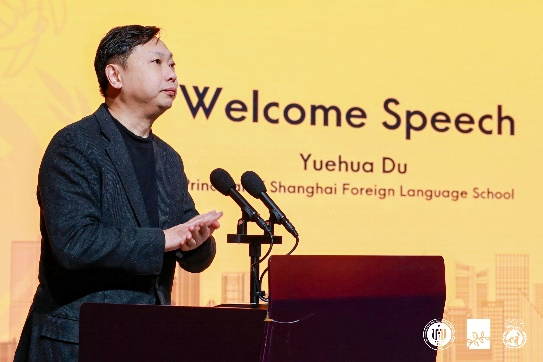 Welcome Speech
Yuehua Du
Shanghai Foreign Language School